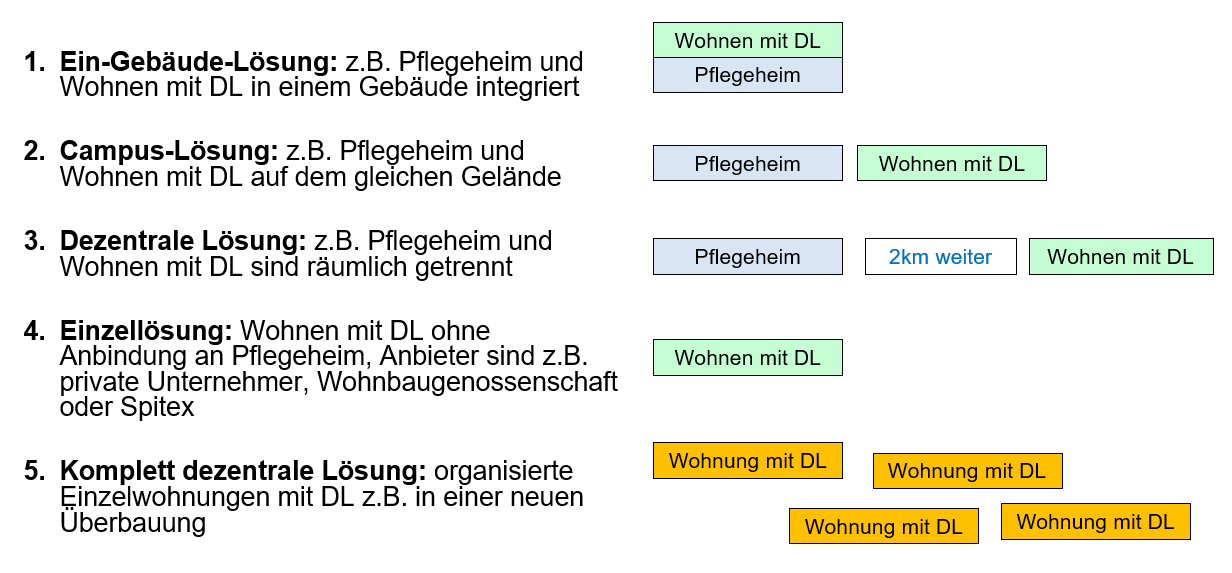 1. Ein-Gebäude-Lösung: z.B. Pflegeheim und
Wohnen mit DL in einem Gebäude integriert
Wohnen mit DL
Pflegeheim
2. Campus-Lösung: z.B. Pflegeheim und
Wohnen mit DL auf dem gleichen Gelände
Pflegeheim
Wohnen mit DL
3. Dezentrale Lösung: z.B. Pflegeheim und
Wohnen mit DL sind räumlich getrennt
Pflegeheim
2km weiter
Wohnen mit DL
4. Einzellösung: Wohnen mit DL ohne
Anbindung an Pflegeheim, Anbieter sind z.B.
private Unternehmer, Wohnbaugenossenschaft
oder Spitex
Wohnen mit DL
5. Komplett dezentrale Lösung: organisierte
Einzelwohnungen mit DL z.B. in einer neuen
Überbauung
Wohnung mit DL
Wohnung mit DL
Wohnung mit DL
Wohnung mit DL